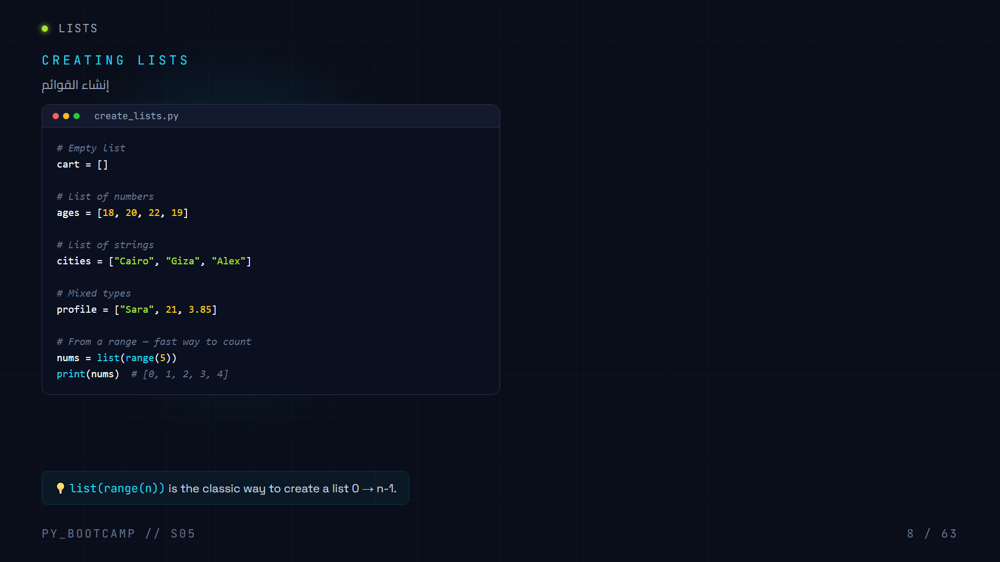 LISTS
CREATING LISTS
إنشاء القوائم
create_lists.py
# Empty list
cart = []
# List of numbers
ages = [18, 20, 22, 19]
# List of strings
cities = ["Cairo", "Giza", "Alex"]
# Mixed types
profile = ["Sara", 21, 3.85]
# From a range — fast way to count
nums = list(range(5))
print(nums)  # [0, 1, 2, 3, 4]
💡 list(range(n)) is the classic way to create a list 0 → n-1.
PY_BOOTCAMP // S05
8 / 63